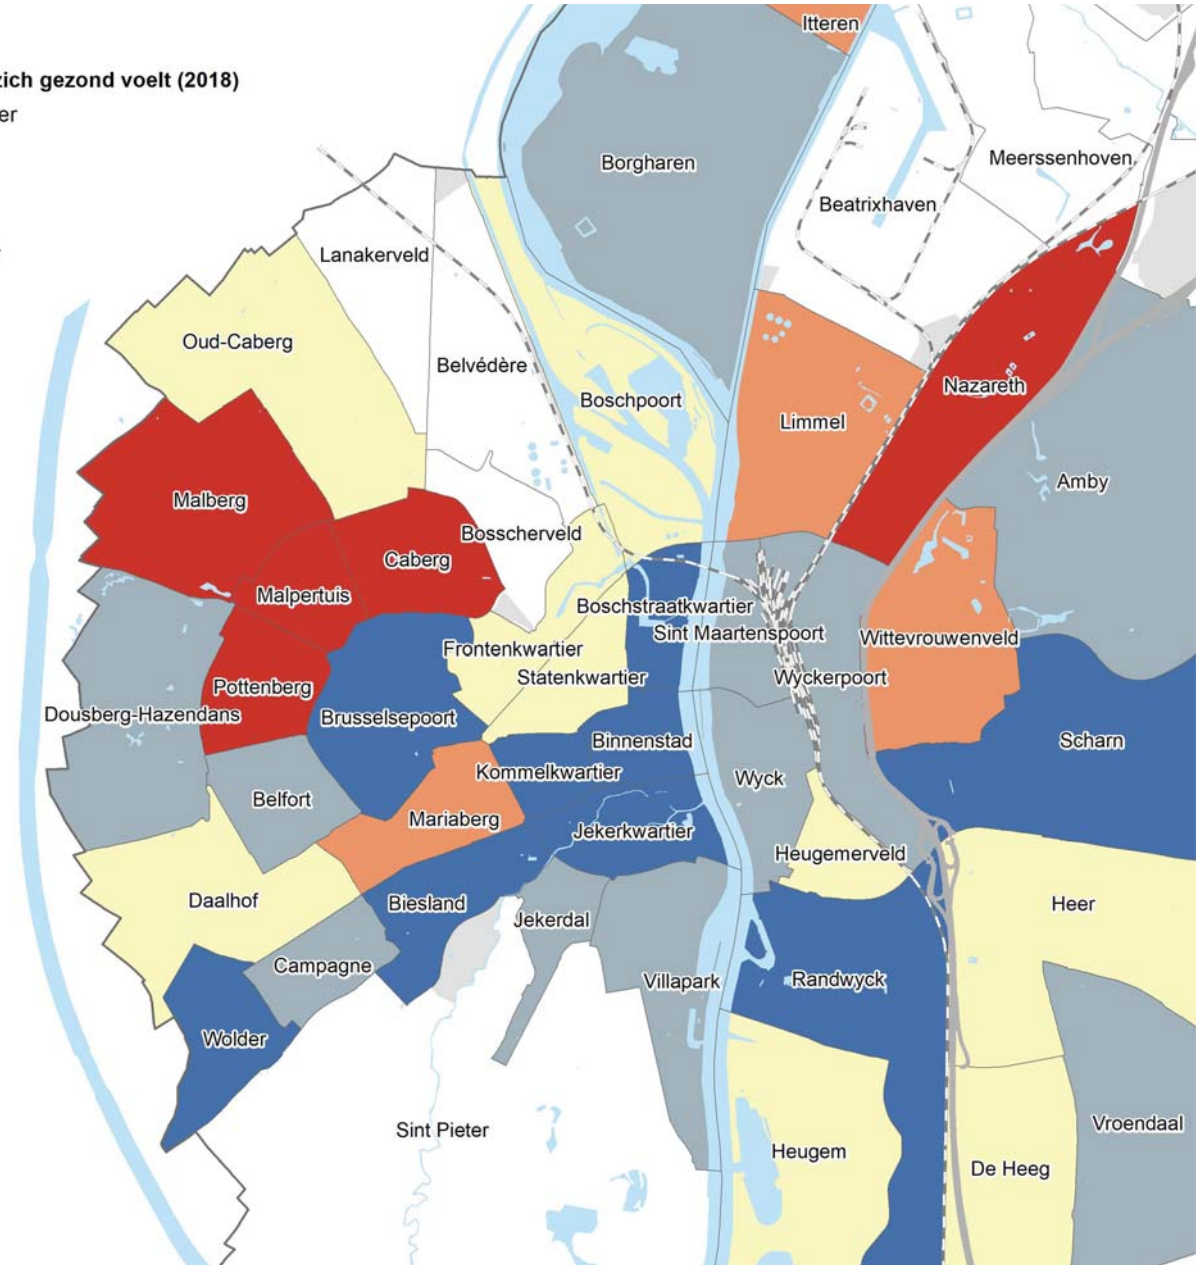 Itteren
zich gezond voelt (2018)
er
Borgharen
Meerssenhoven
Beatrixhaven
Lanakerveld
Oud-Caberg
Belvédère
Nazareth
Boschpoort
Limmel
Amby
Malberg
Bosscherveld
Caberg
Malpertuis
Boschstraatkwartier
Sint Maartenspoort
Wittevrouwenveld
Frontenkwartier
Statenkwartier
Wyckerpoort
Pottenberg
Dousberg-Hazendans
Brusselsepoort
Binnenstad
Scharn
Kommelkwartier
Wyck
Belfort
Mariaberg
Jekerkwartier
Heugemerveld
Daalhof
Biesland
Heer
Jekerdal
Campagne
Villapark
Randwyck
Wolder
Sint Pieter
Vroendaal
Heugem
De Heeg